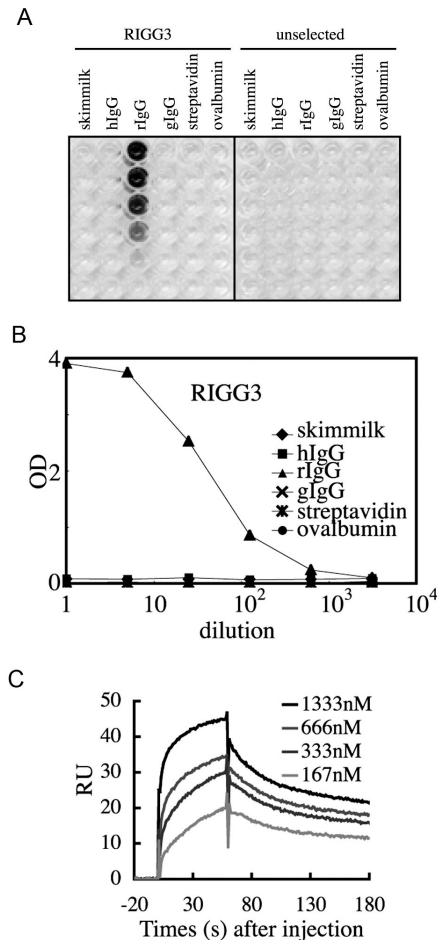 A
RIGG3 unselected
skimmilk hIgG rIgG gIgG streptavidin ovalbumin skimmilk hIgG rIgG gIgG streptavidin ovalbumin
B
4
RIGG3
skimmilk
hIgG
rIgG
gIgG
streptavidin
ovalbumin
2
OD
0
1 10 10² 10³ 10⁴
dilution
C
50
40
30
20
10
0
RU
1333nM
666nM
333nM
167nM
-20 30 80 130 180
Times (s) after injection